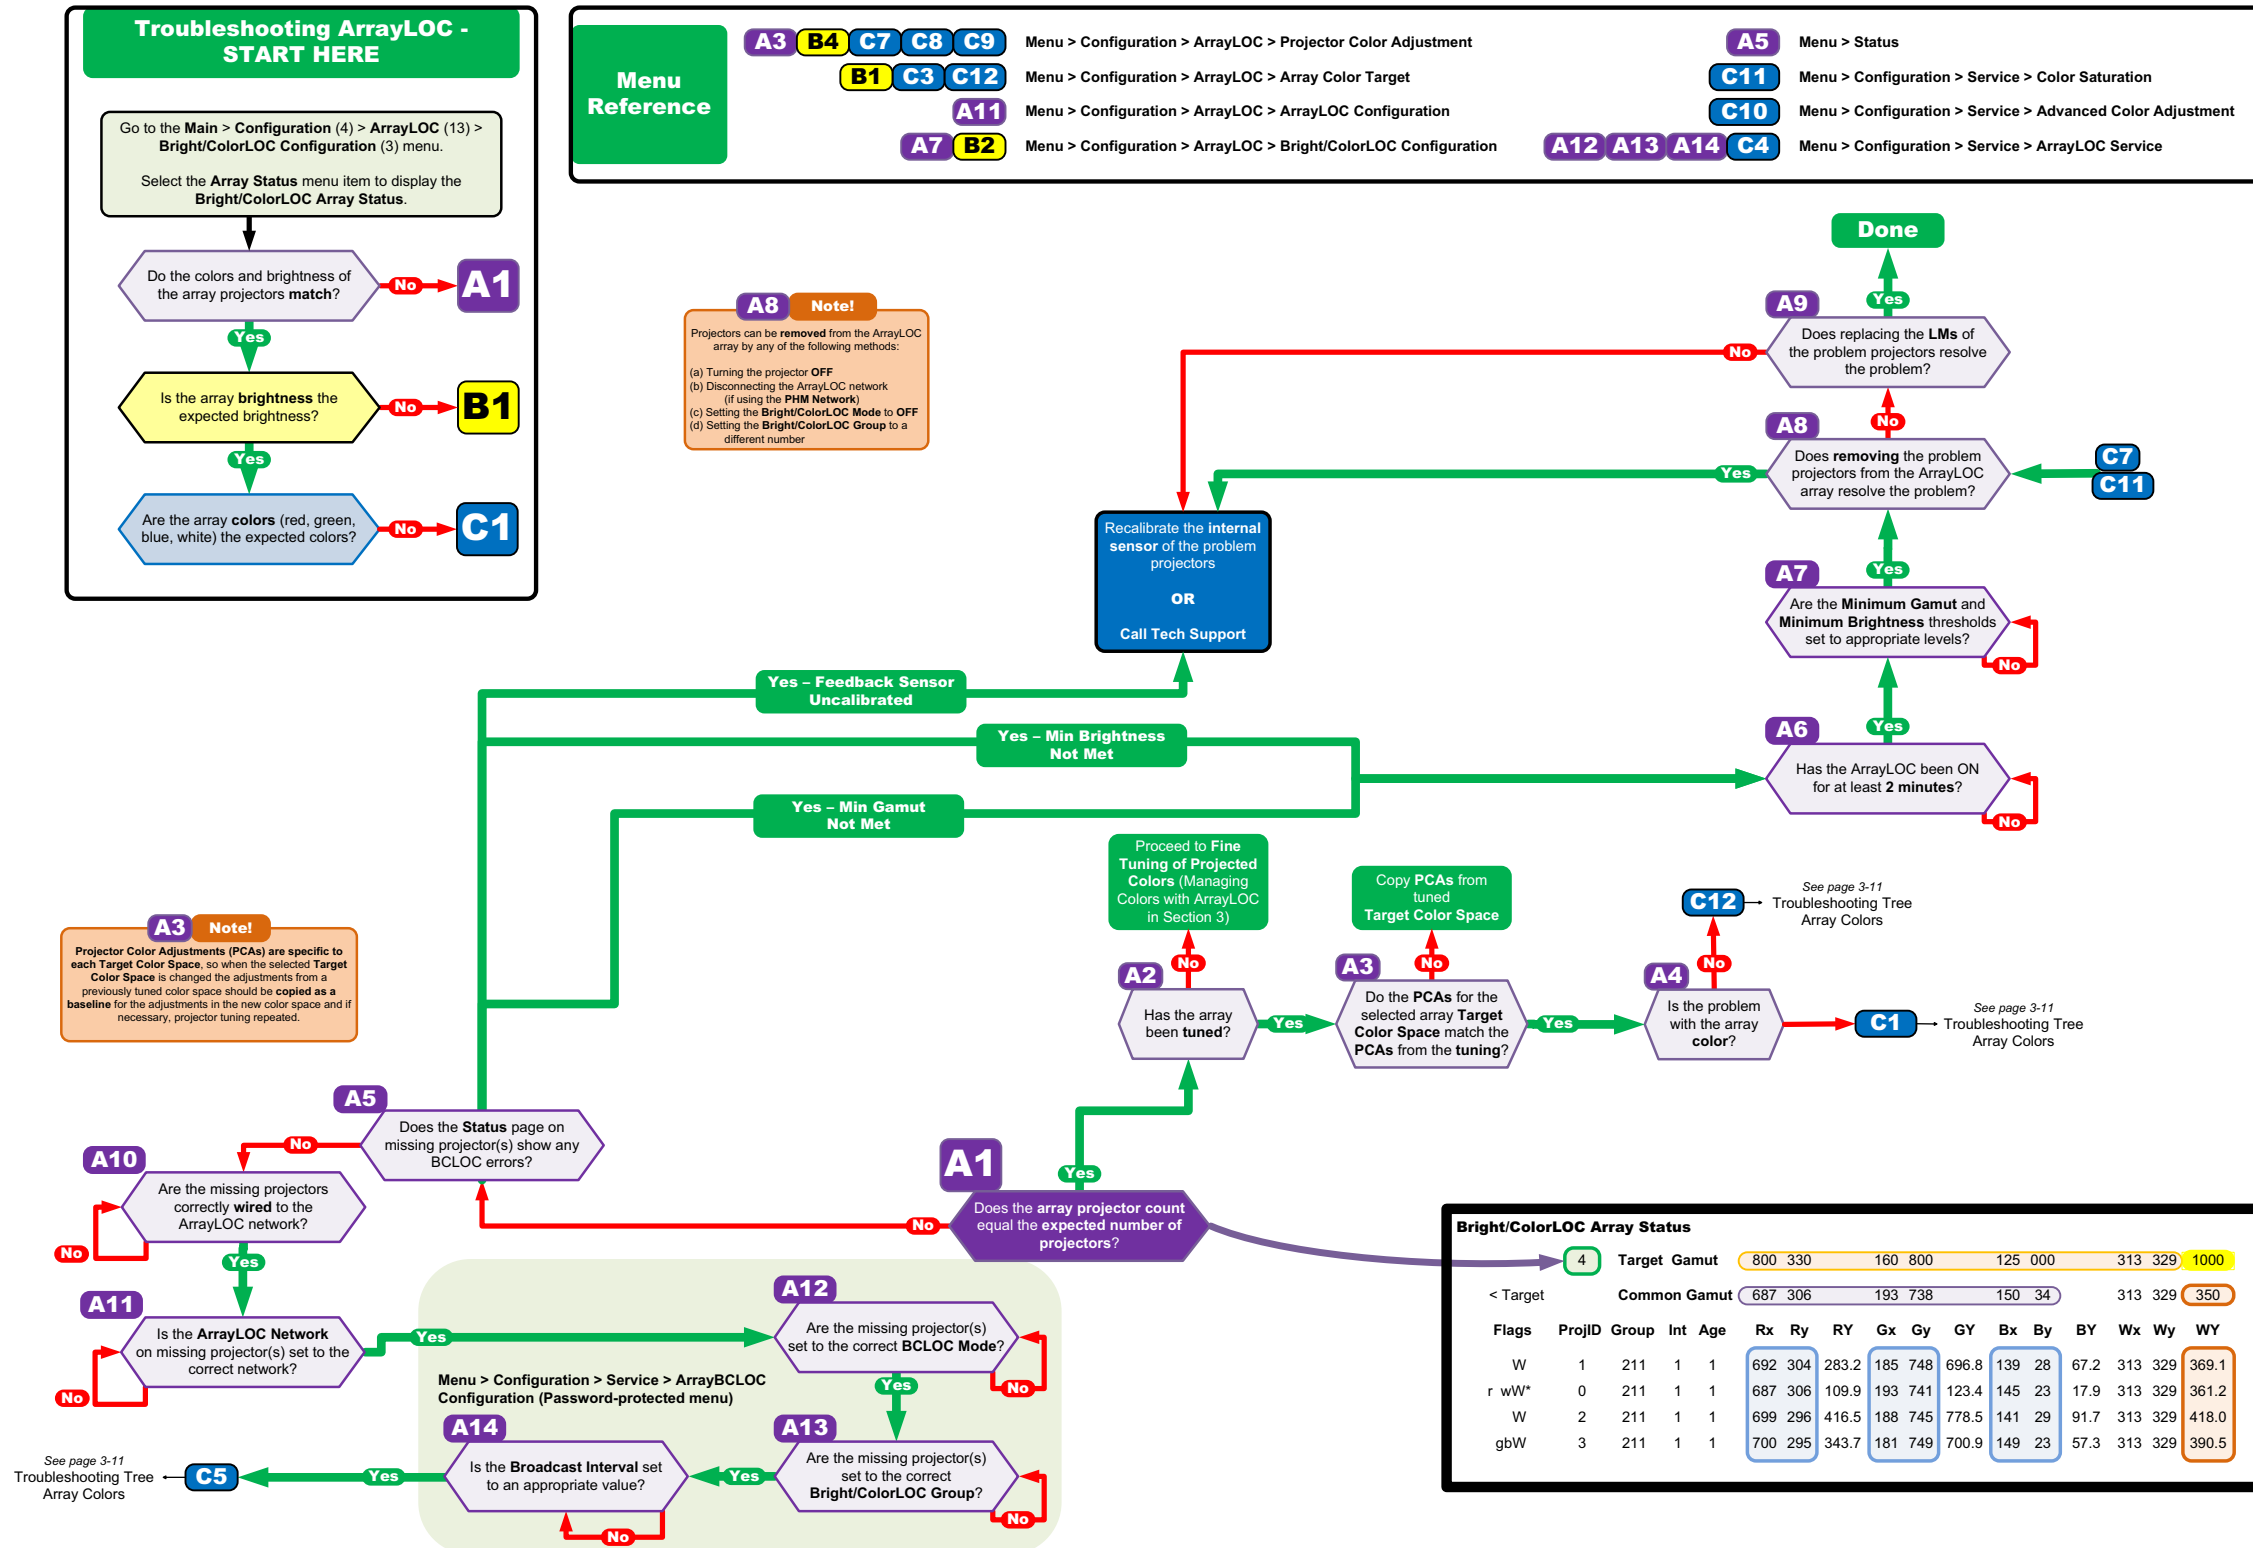 Troubleshooting ArrayLOC -
START HERE
Go to the Main > Configuration (4) > ArrayLOC (13) >
Bright/ColorLOC Configuration (3) menu.
Select the Array Status menu item to display the
Bright/ColorLOC Array Status.
Do the colors and brightness of
the array projectors match?
No
A1
Yes
Is the array brightness the
expected brightness?
No
B1
Yes
Are the array colors (red, green,
blue, white) the expected colors?
No
C1
Menu
Reference
A3 B4 C7 C8 C9 Menu > Configuration > ArrayLOC > Projector Color Adjustment
B1 C3 C12 Menu > Configuration > ArrayLOC > Array Color Target
A11 Menu > Configuration > ArrayLOC > ArrayLOC Configuration
A7 B2 Menu > Configuration > ArrayLOC > Bright/ColorLOC Configuration
A5 Menu > Status
C11 Menu > Configuration > Service > Color Saturation
C10 Menu > Configuration > Service > Advanced Color Adjustment
A12 A13 A14 C4 Menu > Configuration > Service > ArrayLOC Service
A8 Note!
Projectors can be removed from the ArrayLOC
array by any of the following methods:
(a) Turning the projector OFF
(b) Disconnecting the ArrayLOC network
(if using the PHM Network)
(c) Setting the Bright/ColorLOC Mode to OFF
(d) Setting the Bright/ColorLOC Group to a
different number
Done
Yes
A9
Does replacing the LMs of
the problem projectors resolve
the problem?
No
No
A8
Does removing the problem
projectors from the ArrayLOC
array resolve the problem?
Yes
C7
C11
Recalibrate the internal
sensor of the problem
projectors
OR
Call Tech Support
Yes
A7
Are the Minimum Gamut and
Minimum Brightness thresholds
set to appropriate levels?
No
Yes
A6
Has the ArrayLOC been ON
for at least 2 minutes?
No
Yes – Feedback Sensor
Uncalibrated
Yes – Min Brightness
Not Met
Yes – Min Gamut
Not Met
Proceed to Fine
Tuning of Projected
Colors (Managing
Colors with ArrayLOC
in Section 3)
No
A2
Has the array
been tuned?
Yes
Copy PCAs from
tuned
Target Color Space
No
A3
Do the PCAs for the
selected array Target
Color Space match the
PCAs from the tuning?
Yes
C12
See page 3-11
Troubleshooting Tree
Array Colors
No
A4
Is the problem
with the array
color?
C1
See page 3-11
Troubleshooting Tree
Array Colors
A3 Note!
Projector Color Adjustments (PCAs) are specific to
each Target Color Space, so when the selected Target
Color Space is changed the adjustments from a
previously tuned color space should be copied as a
baseline for the adjustments in the new color space and if
necessary, projector tuning repeated.
A5
Does the Status page on
missing projector(s) show any
BCLOC errors?
No
A10
Are the missing projectors
correctly wired to the
ArrayLOC network?
No
Yes
A11
Is the ArrayLOC Network
on missing projector(s) set to the
correct network?
No
Yes
A1
Yes
Does the array projector count
equal the expected number of
projectors?
No
A12
Are the missing projector(s)
set to the correct BCLOC Mode?
No
Yes
Menu > Configuration > Service > ArrayBCLOC
Configuration (Password-protected menu)
A13
Are the missing projector(s)
set to the correct
Bright/ColorLOC Group?
No
Yes
A14
Is the Broadcast Interval set
to an appropriate value?
No
Yes
C5
See page 3-11
Troubleshooting Tree
Array Colors
Bright/ColorLOC Array Status
4 Target Gamut 800 330 160 800 125 000 313 329 1000
< Target Common Gamut 687 306 193 738 150 34 313 329 350
Flags ProjID Group Int Age Rx Ry RY Gx Gy GY Bx By BY Wx Wy WY
W 1 211 1 1 692 304 283.2 185 748 696.8 139 28 67.2 313 329 369.1
r wW* 0 211 1 1 687 306 109.9 193 741 123.4 145 23 17.9 313 329 361.2
W 2 211 1 1 699 296 416.5 188 745 778.5 141 29 91.7 313 329 418.0
gbW 3 211 1 1 700 295 343.7 181 749 700.9 149 23 57.3 313 329 390.5